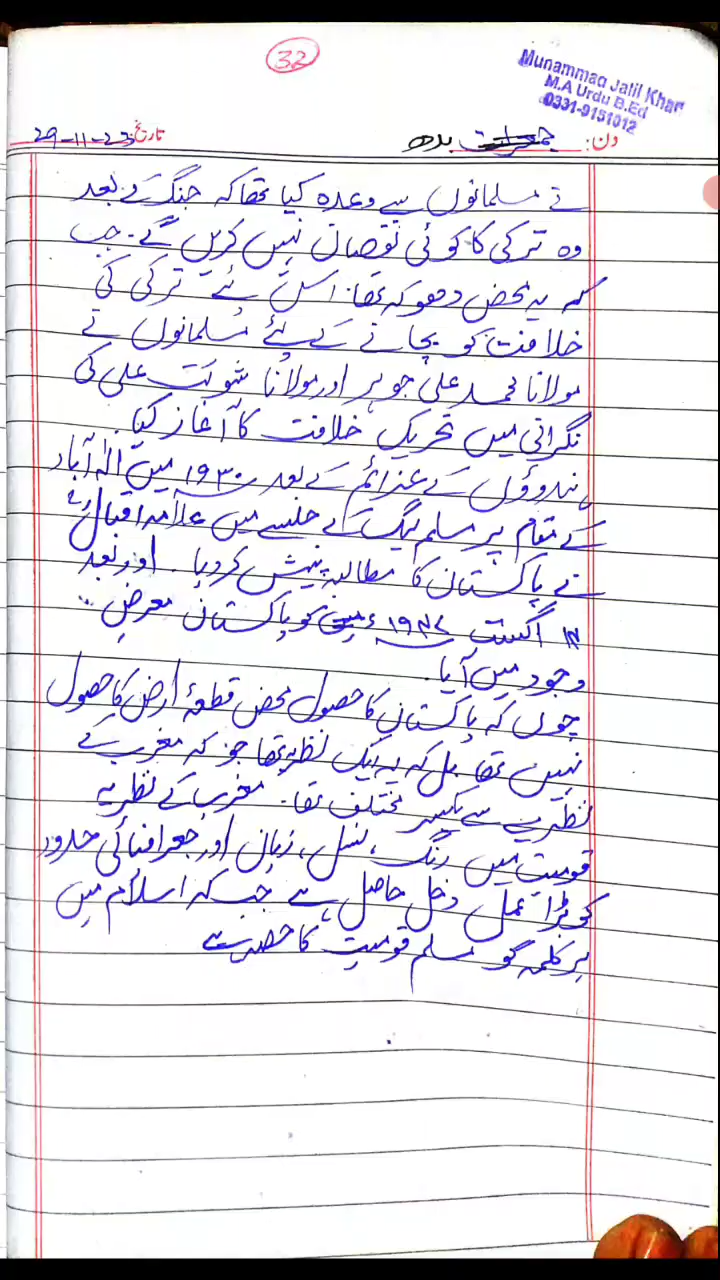 32
Munammad Jalil Khan
M.A Urdu B.Ed
0331-9151012
دن: بدھ تاریخ: 29-11-23
نے مسلمانوں سے وعدہ کیا تھا کہ جنگ کے بعد
وہ ترکی کا کوئی نقصان نہیں کریں گے۔ جب
کہ یہ محض دھوکہ تھا۔ اس لئے ترکی کی
خلافت کو بچانے کے لئے مسلمانوں نے
مولانا محمد علی جوہر اور مولانا شوکت علی کی
نگرانی میں تحریک خلافت کا آغاز کیا۔
ہندوؤں کے عزائم کے بعد ۱۹۳۰ میں الٰہ آباد
کے مقام پر مسلم لیگ کے جلسے میں علامہ اقبالؒ
نے پاکستان کا مطالبہ پیش کر دیا۔ اور بعد
۱۴ اگست ۱۹۴۷ء کو پاکستان معرض
وجود میں آیا۔
چوں کہ پاکستان کا حصول محض قطعۂ ارض کا حصول
نہیں تھا بل کہ یہ ایک نظریہ تھا جو کہ مغرب کے
نظریے سے یکسر مختلف تھا۔ مغرب کے نظریہ
قومیت میں رنگ، نسل، زبان اور جغرافیائی حدود
کو بڑا عمل دخل حاصل ہے جب کہ اسلام میں
ہر کلمہ گو مسلم قومیت کا حصہ ہے